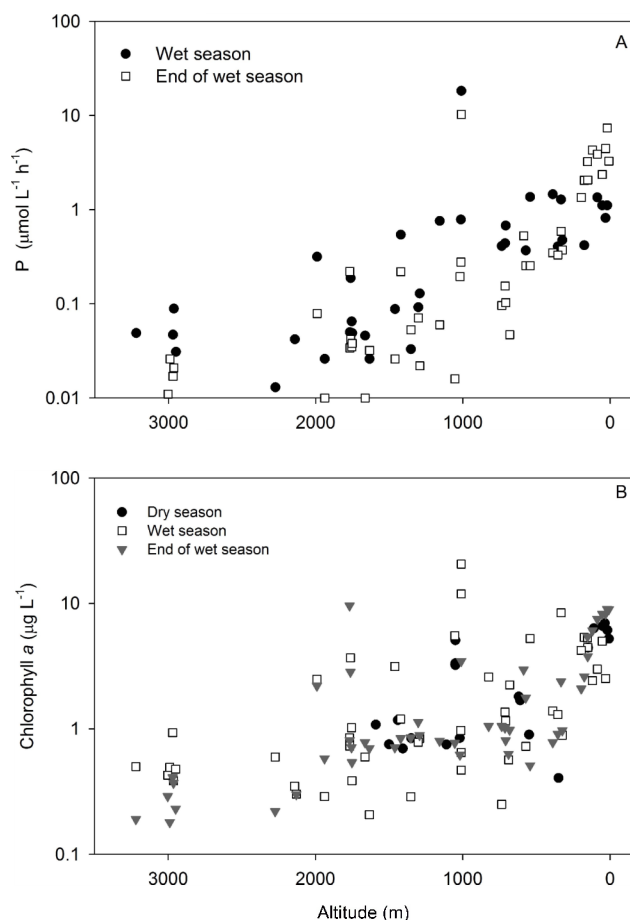 100
A
Wet season
End of wet season
10
P (µmol L⁻¹ h⁻¹)
1
0.1
0.01
3000 2000 1000 0
100
B
Dry season
Wet season
End of wet season
10
Chlorophyll a (µg L⁻¹)
1
0.1
3000 2000 1000 0
Altitude (m)